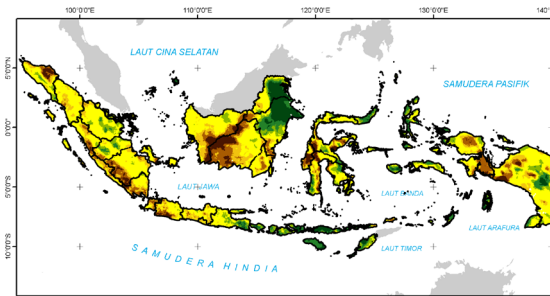 100°0'0"E 110°0'0"E 120°0'0"E 130°0'0"E 140°
LAUT CINA SELATAN
5°0'0"N
SAMUDERA PASIFIK
0°0'0"
LAUT JAWA
LAUT BANDA
5°0'0"S
LAUT ARAFURA
10°0'0"S
LAUT TIMOR
SAMUDERA HINDIA